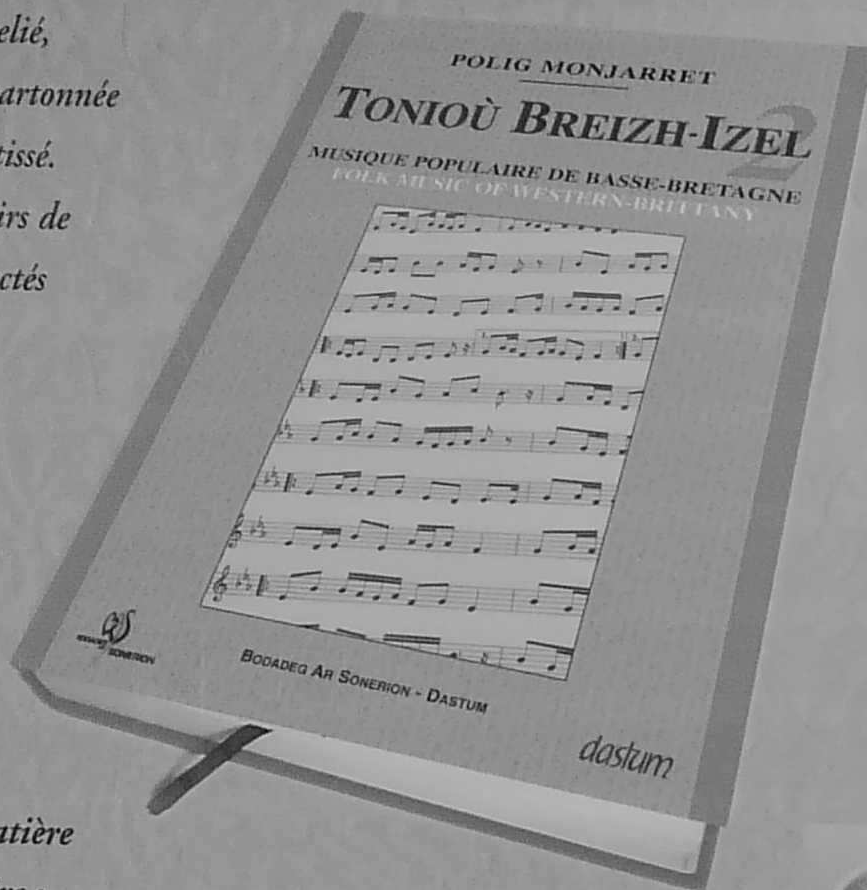 elié,
artonnée
tissé.
irs de
ctés
POLIG MONJARRET
TONIOÙ BREIZH-IZEL 2
MUSIQUE POPULAIRE DE BASSE-BRETAGNE
FOLK MUSIC OF WESTERN-BRITTANY
SONERION
BODADEG AR SONERION - DASTUM
dastum
atière